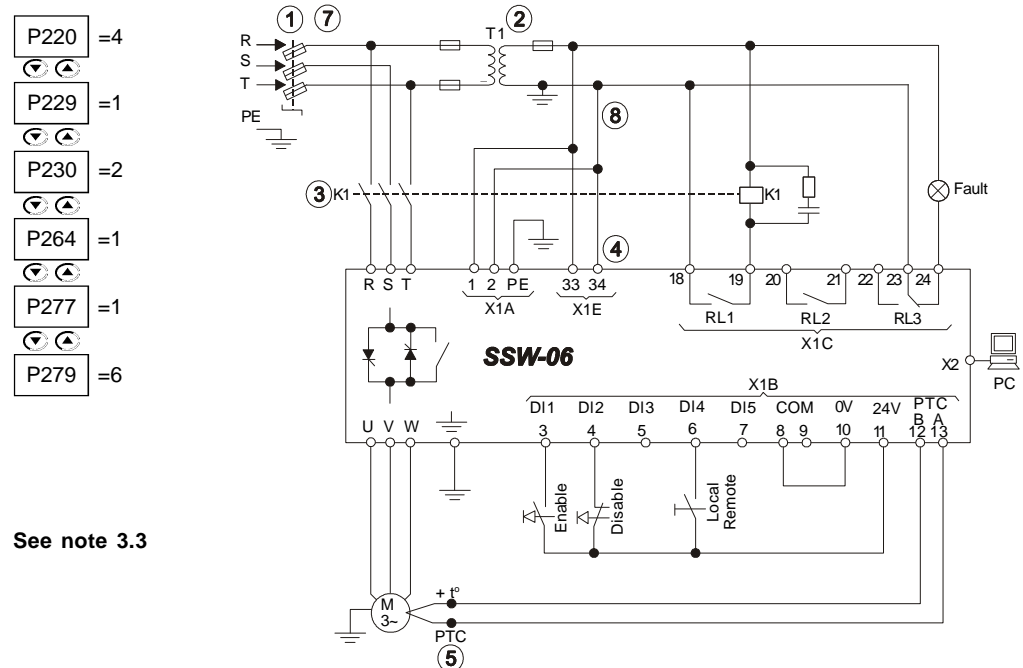 P220 =4
P229 =1
P230 =2
P264 =1
P277 =1
P279 =6
See note 3.3
1 7 2
T1
R
S
T
PE
8
3 K1
K1
Fault
4
R S T 1 2 PE 33 34 18 19 20 21 22 23 24
X1A X1E RL1 RL2 RL3
X1C
SSW-06
X2
PC
X1B
DI1 DI2 DI3 DI4 DI5 COM 0V 24V PTC
B A
U V W 3 4 5 6 7 8 9 10 11 12 13
Enable
Disable
Local
Remote
M
3~
+ tº
PTC
5